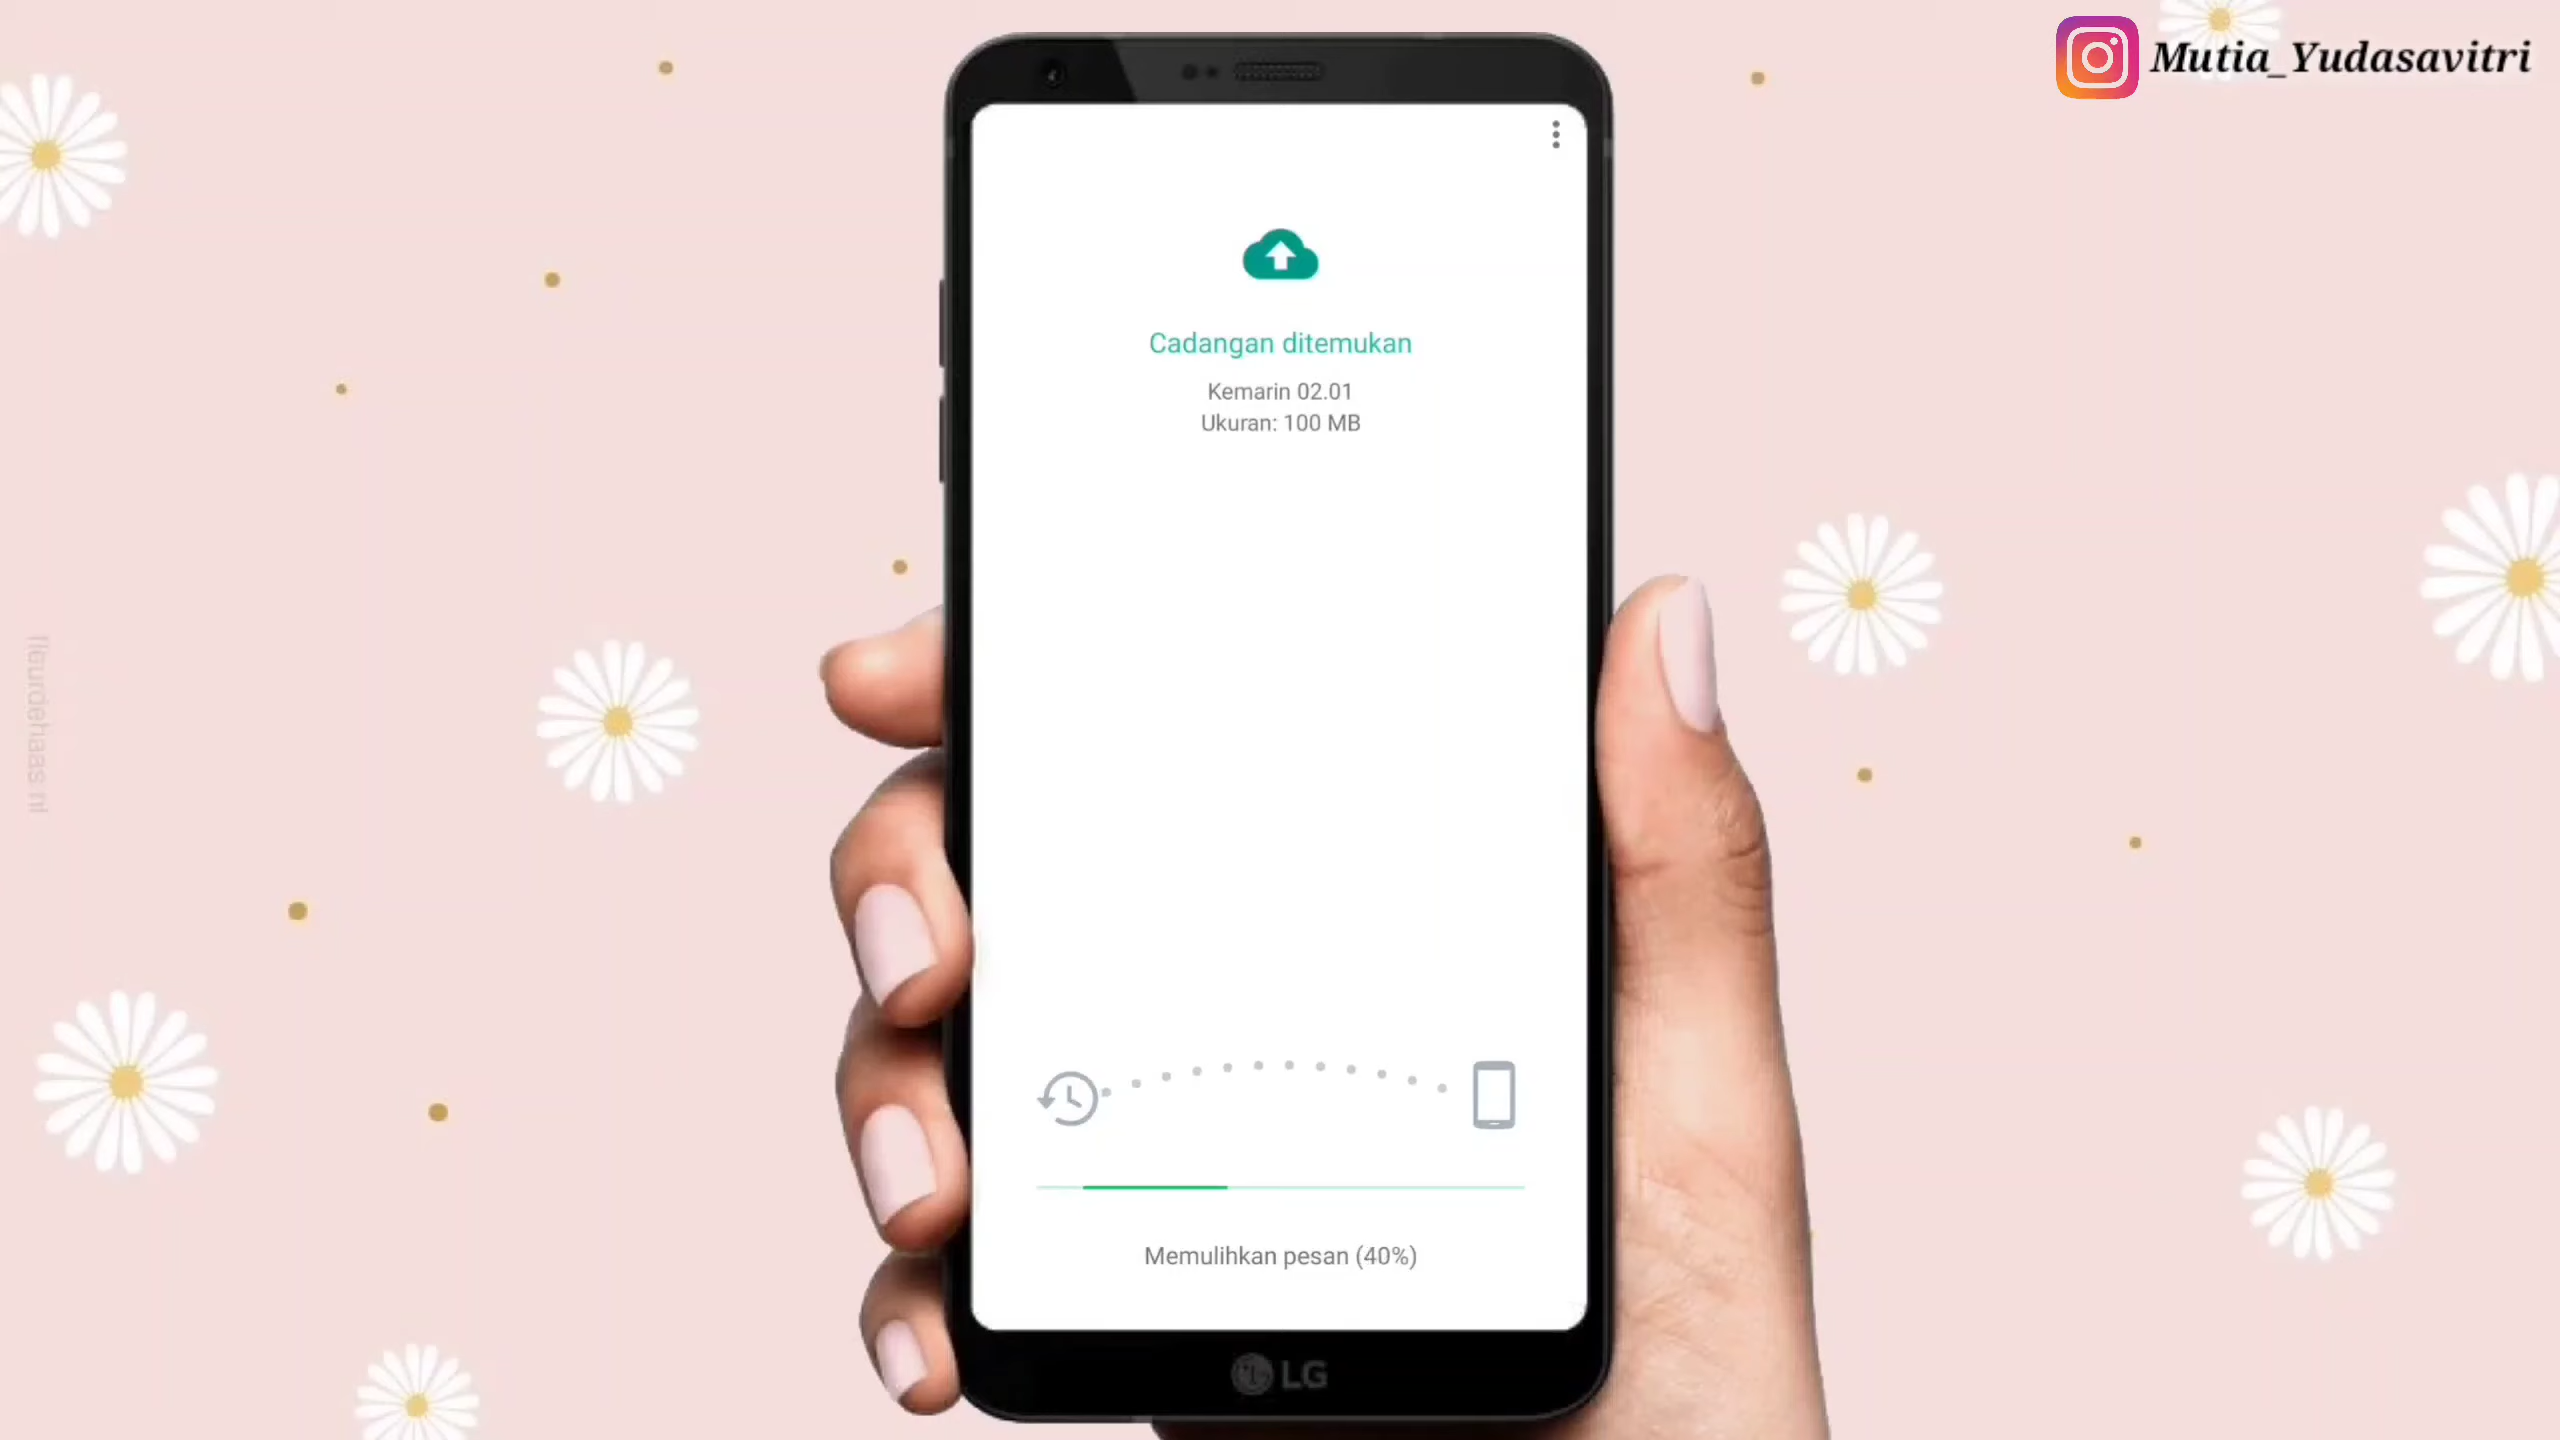 Mutia_Yudasavitri
Cadangan ditemukan
Kemarin 02.01
Ukuran: 100 MB
Memulihkan pesan (40%)
LG